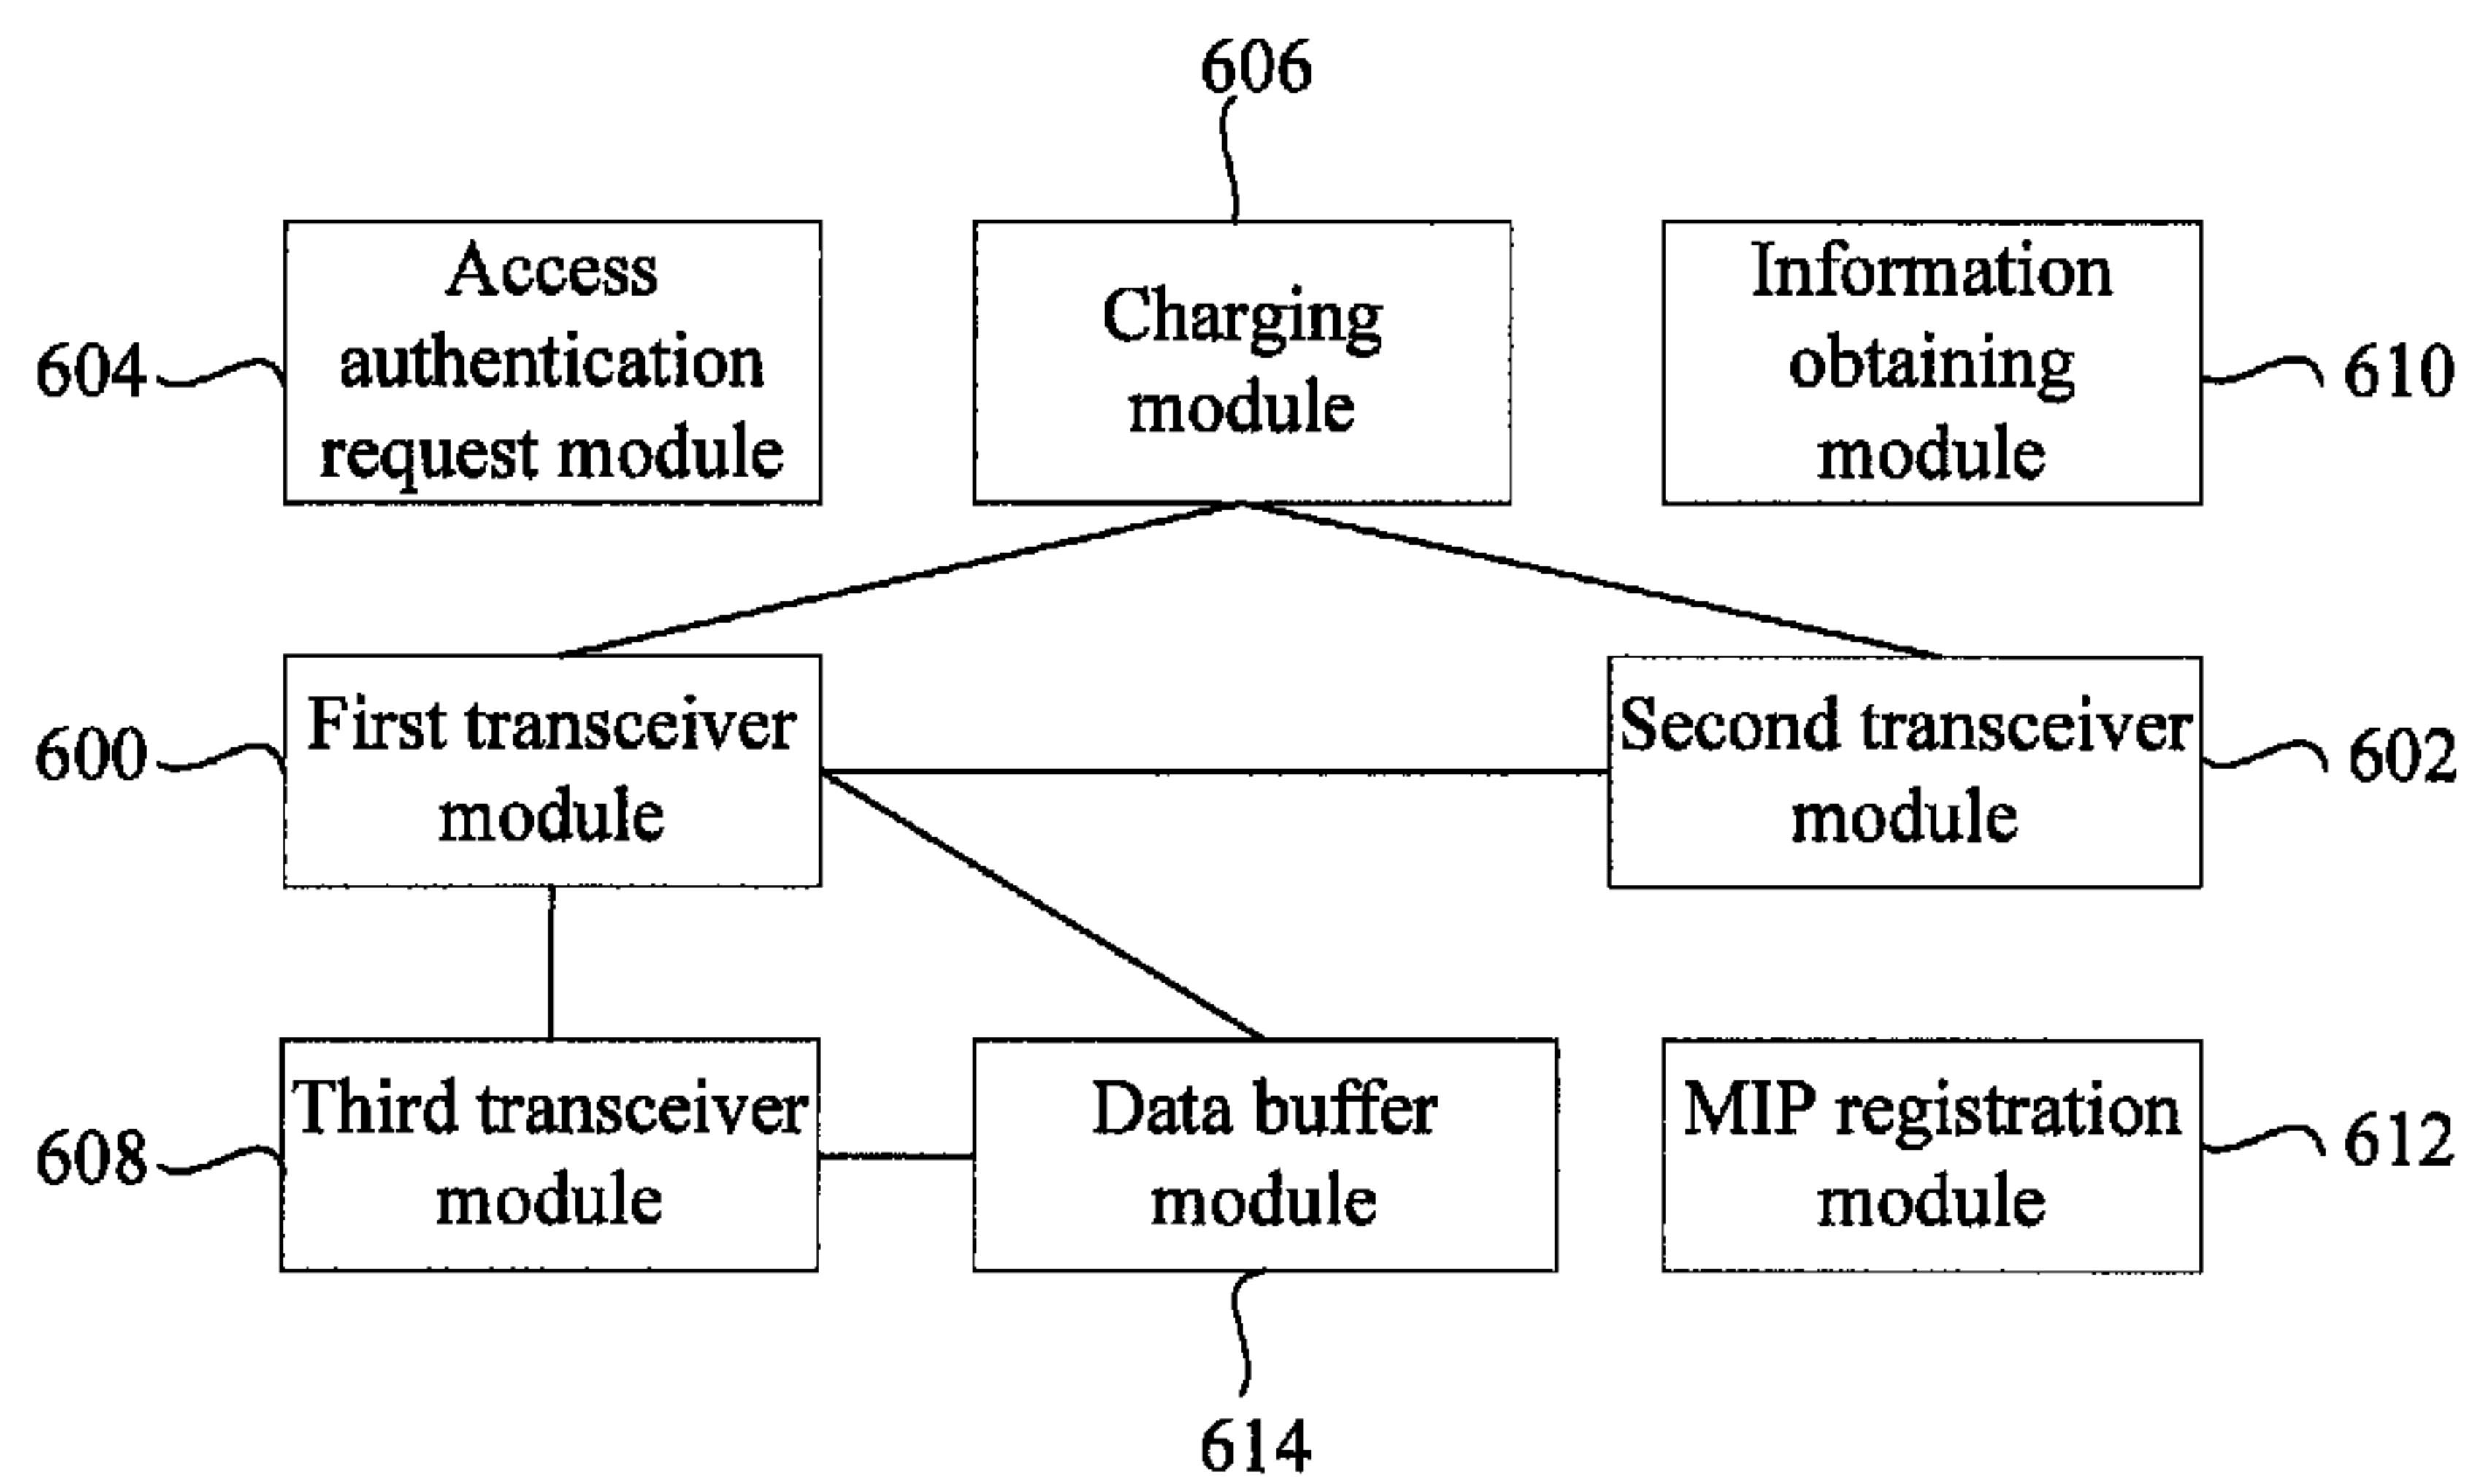 606
Access
authentication
request module
604
Charging
module
Information
obtaining
module
610
First transceiver
module
600
Second transceiver
module
602
Third transceiver
module
608
Data buffer
module
MIP registration
module
612
614